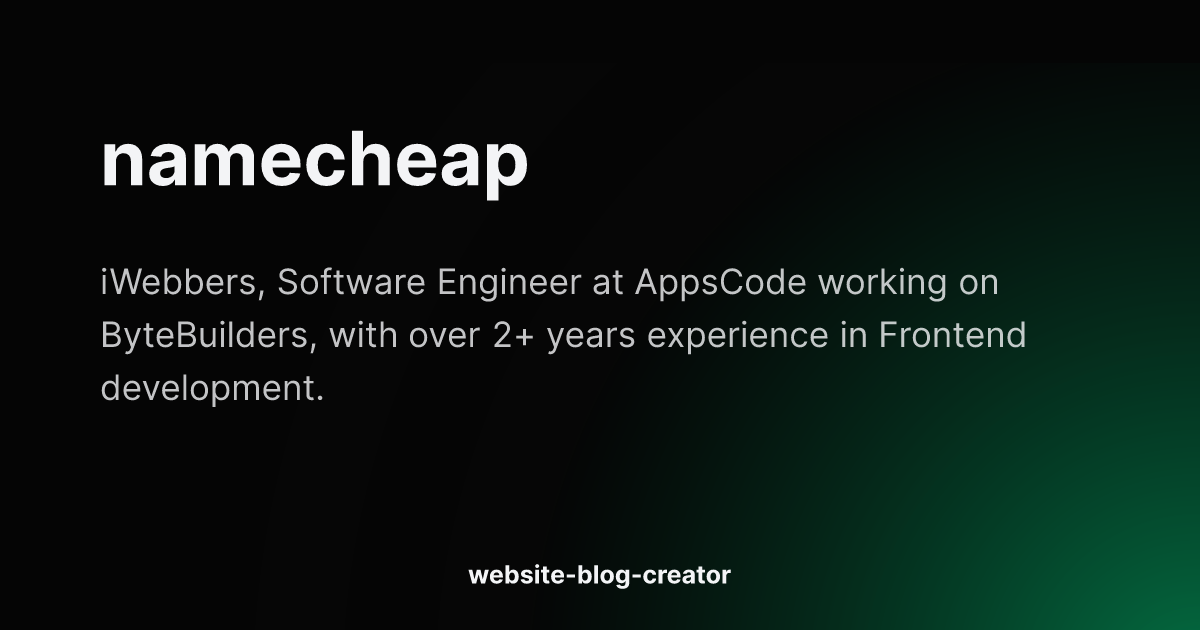 namecheap
iWebbers, Software Engineer at AppsCode working on
ByteBuilders, with over 2+ years experience in Frontend
development.
website-blog-creator